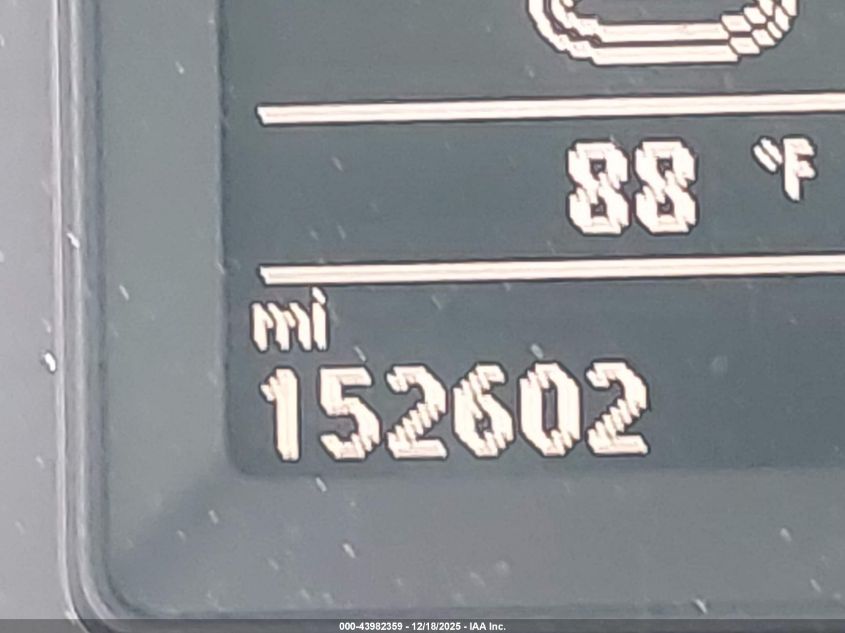 88 °F
mi
152602
000-43982359 - 12/18/2025 - IAA Inc.